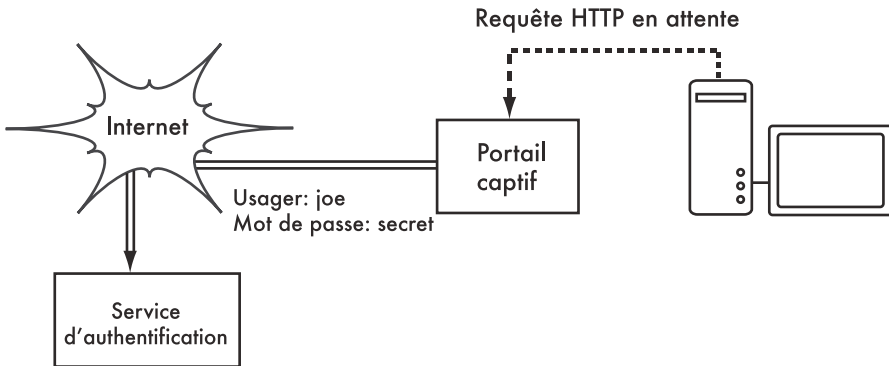 Requête HTTP en attente
Internet
Portail
captif
Usager: joe
Mot de passe: secret
Service
d'authentification